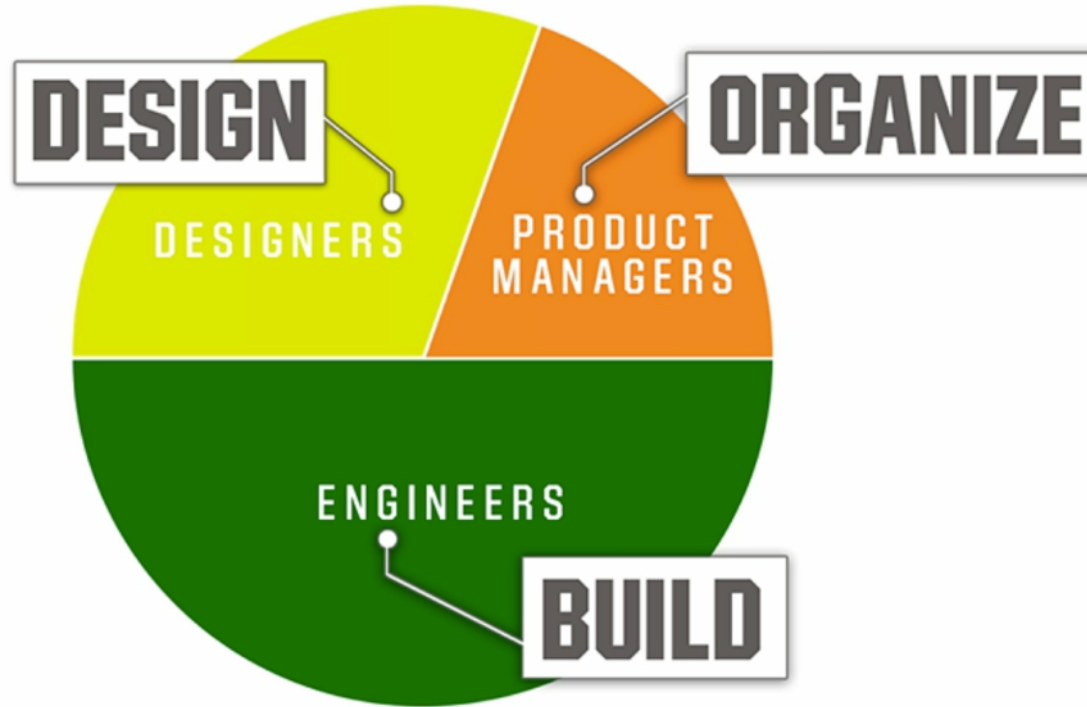 DESIGN
DESIGNERS
ORGANIZE
PRODUCT
MANAGERS
ENGINEERS
BUILD